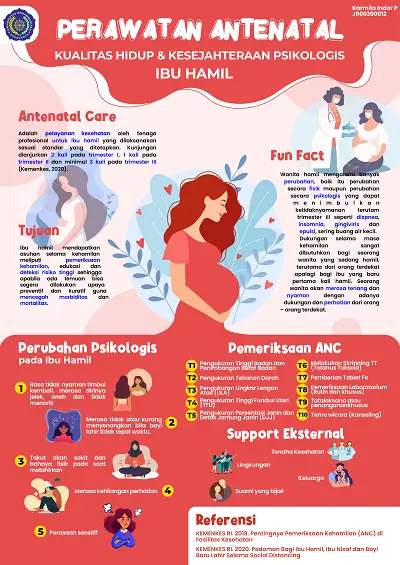 Karmila Indar P
J500200012
PERAWATAN ANTENATAL
KUALITAS HIDUP & KESEJAHTERAAN PSIKOLOGIS
IBU HAMIL
Antenatal Care
Adalah pelayanan kesehatan oleh tenaga
profesional untuk ibu hamil yang dilaksanakan
sesuai standar yang ditetapkan. Kunjungan
dianjurkan 2 kali pada trimester I, 1 kali pada
trimester II dan minimal 3 kali pada trimester III
(Kemenkes, 2020).
Tujuan
Ibu hamil mendapatkan
asuhan selama kehamilan
meliputi pemeriksaan
kehamilan, edukasi dan
deteksi risiko tinggi sehingga
apabila ada temuan bisa
segera dilakukan upaya
preventif dan kuratif guna
mencegah morbiditas dan
mortalitas.
Fun Fact
Wanita hamil mengalami banyak
perubahan, baik itu perubahan
secara fisik maupun perubahan
secara psikologis yang dapat
menimbulkan
ketidaknyamanan terutama
trimester III seperti dispnea,
insomnia, gingivitis dan
epulsi, sering buang air kecil.
Dukungan selama masa
kehamilan sangat
dibutuhkan bagi seorang
wanita yang sedang hamil,
terutama dari orang terdekat
apalagi bagi ibu yang baru
pertama kali hamil. Seorang
wanita akan merasa tenang dan
nyaman dengan adanya
dukungan dan perhatian dari orang
– orang terdekat.
Perubahan Psikologis
pada Ibu Hamil
1 Rasa tidak nyaman timbul
kembali, merasa dirinya
jelek, aneh dan tidak
menarik
Merasa tidak atau kurang
menyenangkan bila bayi
lahir tidak tepat waktu.
2
3 Takut akan sakit dan
bahaya fisik pada saat
melahirkan
Merasa kehilangan perhatian 4
5 Perasaan sensitif
Pemeriksaan ANC
T1 Pengukuran Tinggi Badan dan
Penimbangan Berat Badan
T2 Pengukuran Tekanan Darah
T3 Pengukuran Lingkar Lengan
Atas (LILA)
T4 Pengukuran Tinggi Fundus Uteri
(TFU)
T5 Pengukuran Persentasi Janin dan
Detak Jantung Janin (DJJ)
T6 Melakukan Skrinning TT
(Tetanus Toksoid)
T7 Pemberian Tablet Fe
T8 Pemeriksaan Laboratorium
(Rutin dan khusus)
T9 Tatalaksana atau
penanganan khusus
T10 Temu wicara (Konseling)
Support Eksternal
Tenaha Kesehatan
Lingkungan
Keluarga
Suami yang bijak
Referensi
KEMENKES RI. 2018. Pentingnya Pemeriksaan Kehamilan (ANC) di
Fasilitas Kesehatan
KEMENKES RI. 2020. Pedoman Bagi Ibu Hamil, Ibu Nisaf dan Bayi
Baru Lahir Selama Social Distancing